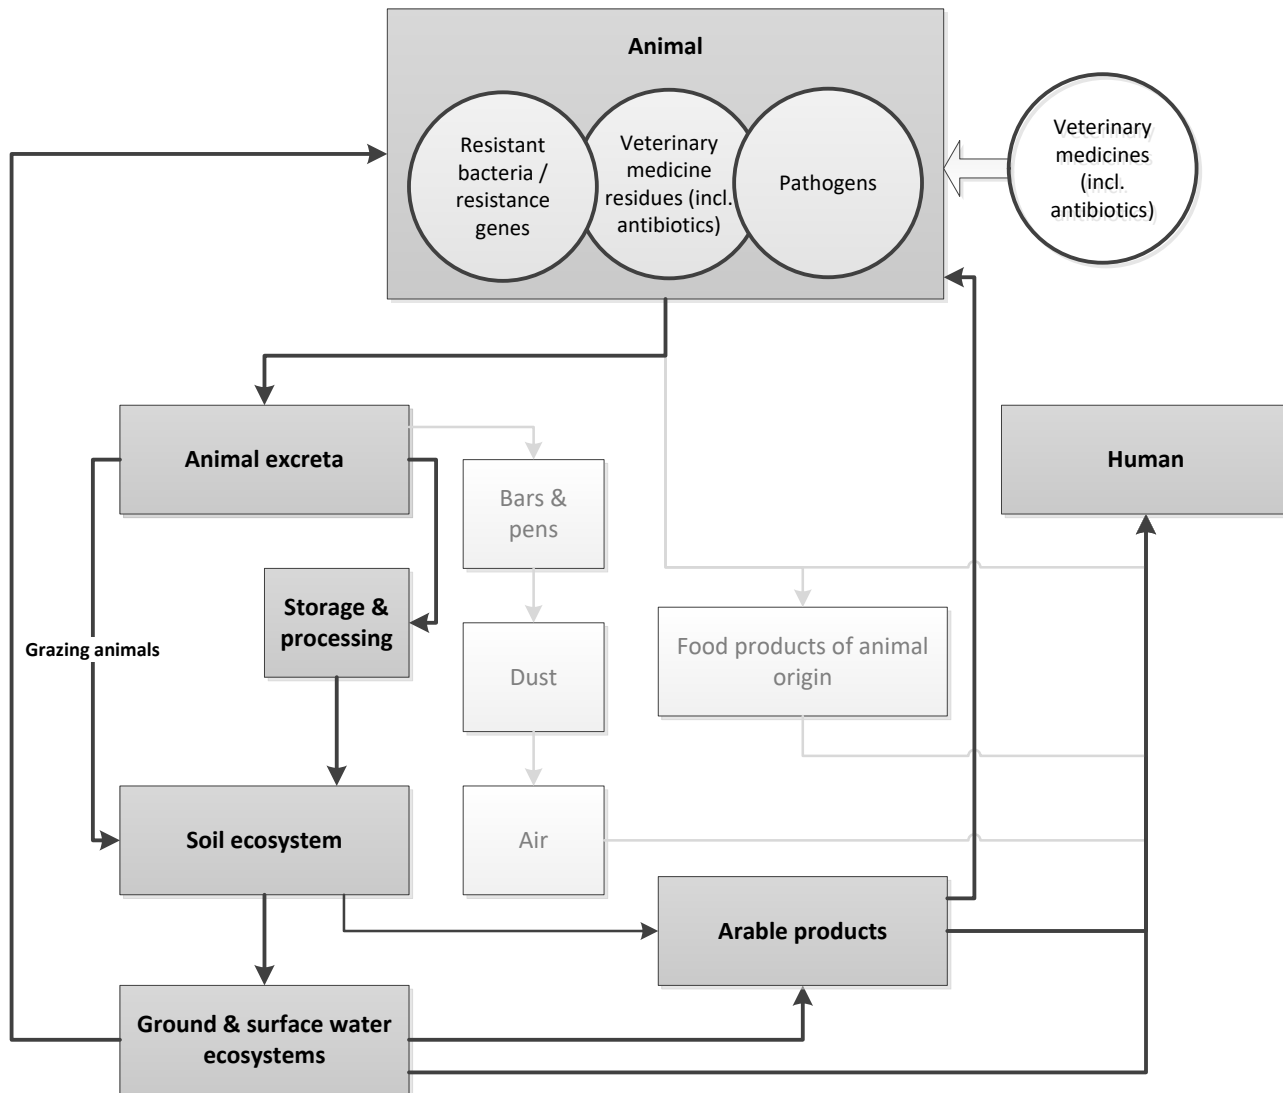 Animal
Resistant
bacteria /
resistance
genes
Veterinary
medicine
residues (incl.
antibiotics)
Pathogens
Veterinary
medicines
(incl.
antibiotics)
Animal excreta
Human
Bars &
pens
Storage &
processing
Grazing animals
Dust
Food products of animal
origin
Soil ecosystem
Air
Arable products
Ground & surface water
ecosystems